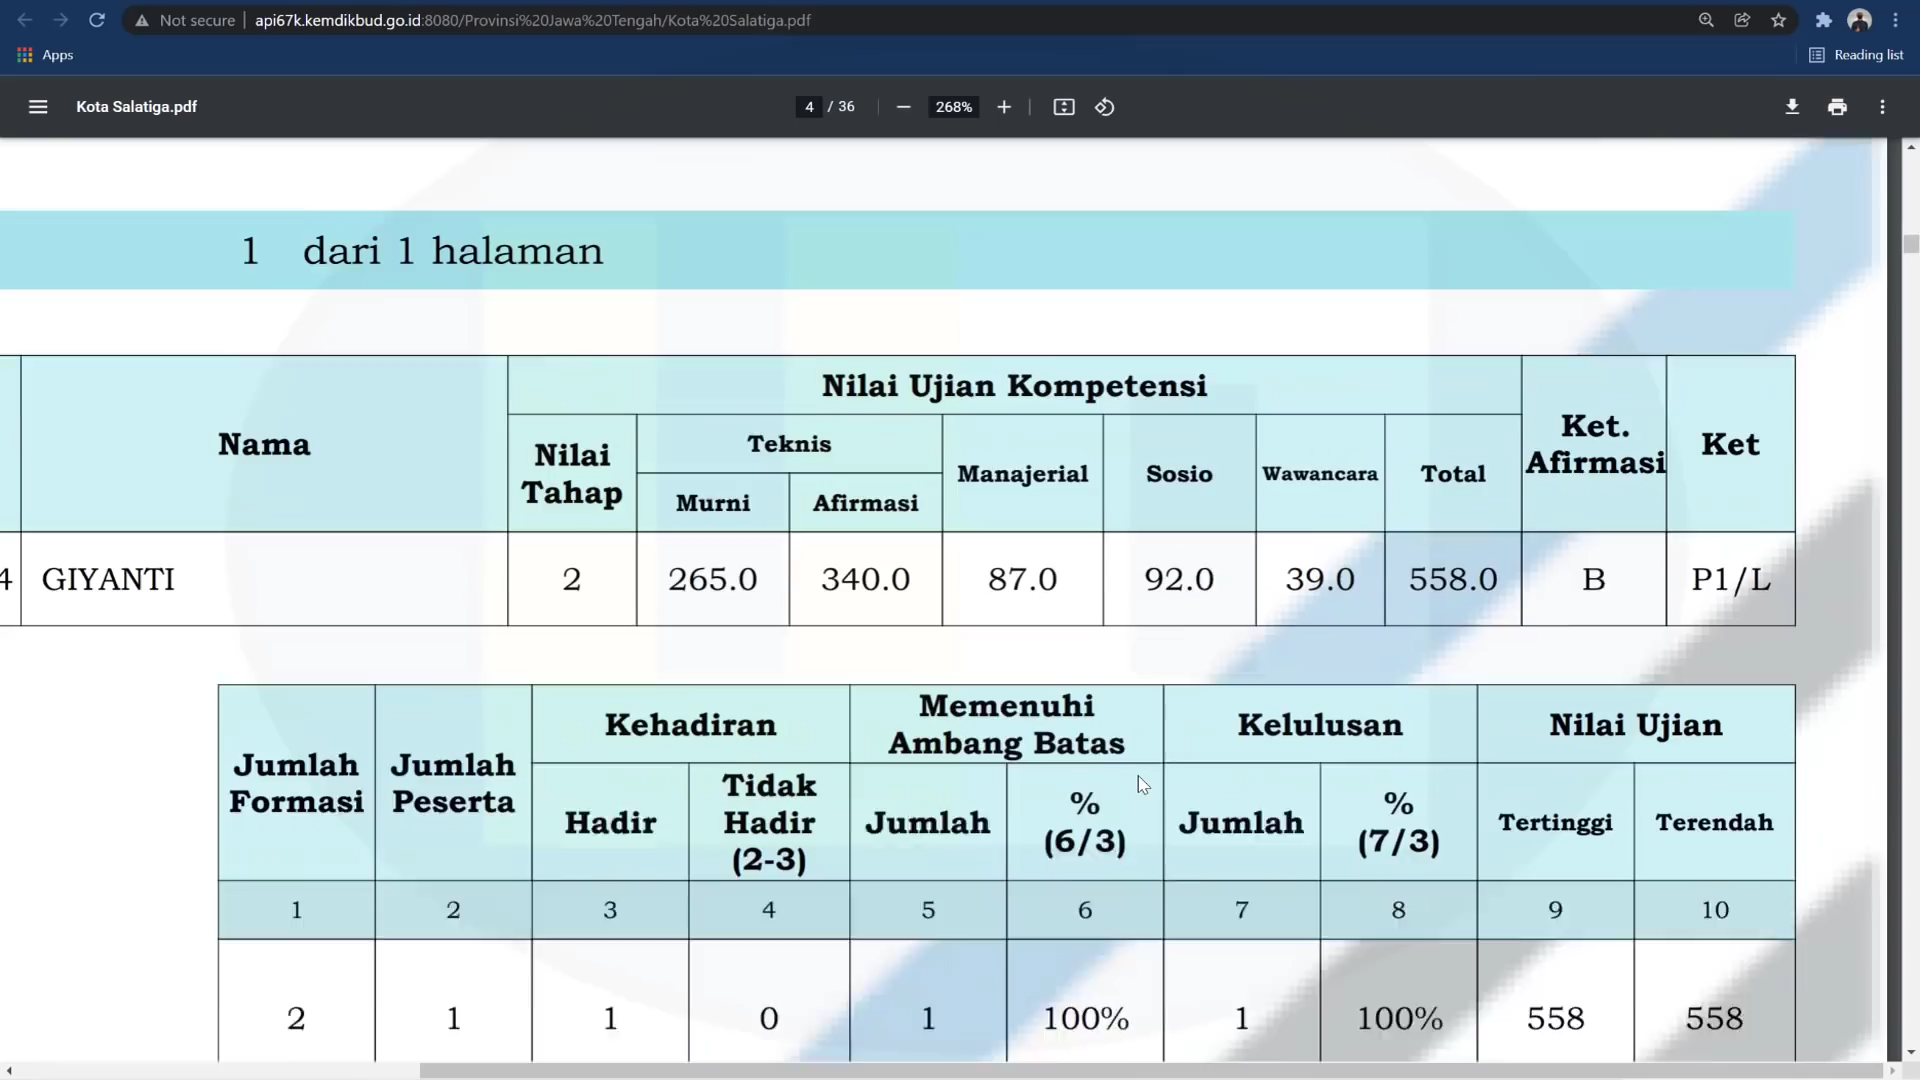 Not secure api67k.kemdikbud.go.id:8080/Provinsi%20Jawa%20Tengah/Kota%20Salatiga.pdf
Apps
Reading list
Kota Salatiga.pdf
4 / 36
268%
1 dari 1 halaman
Nama
Nilai Ujian Kompetensi
Ket. Afirmasi
Ket
Nilai Tahap
Teknis
Manajerial
Sosio
Wawancara
Total
Murni
Afirmasi
4 GIYANTI 2 265.0 340.0 87.0 92.0 39.0 558.0 B P1/L
Jumlah Formasi
Jumlah Peserta
Kehadiran
Memenuhi Ambang Batas
Kelulusan
Nilai Ujian
Hadir
Tidak Hadir (2-3)
Jumlah
% (6/3)
Jumlah
% (7/3)
Tertinggi
Terendah
1 2 3 4 5 6 7 8 9 10
2 1 1 0 1 100% 1 100% 558 558